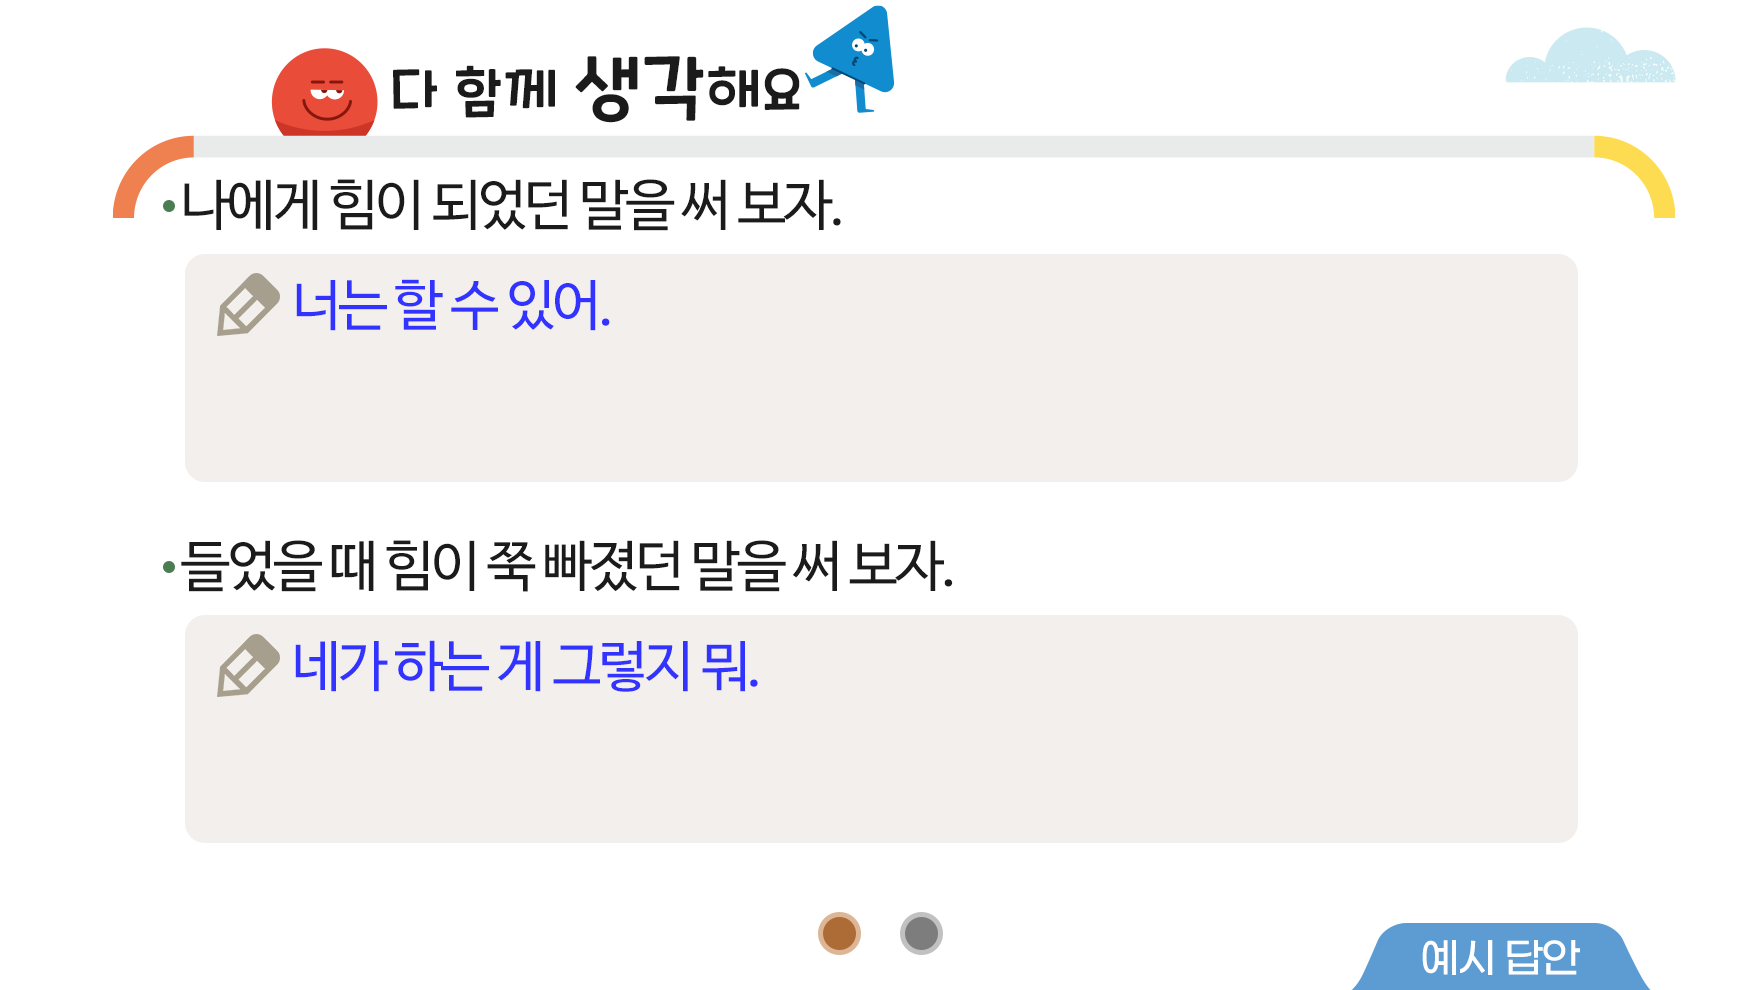 다 함께 생각해요
•나에게 힘이 되었던 말을 써 보자.
너는 할 수 있어.
•들었을 때 힘이 쭉 빠졌던 말을 써 보자.
네가 하는 게 그렇지 뭐.
예시 답안